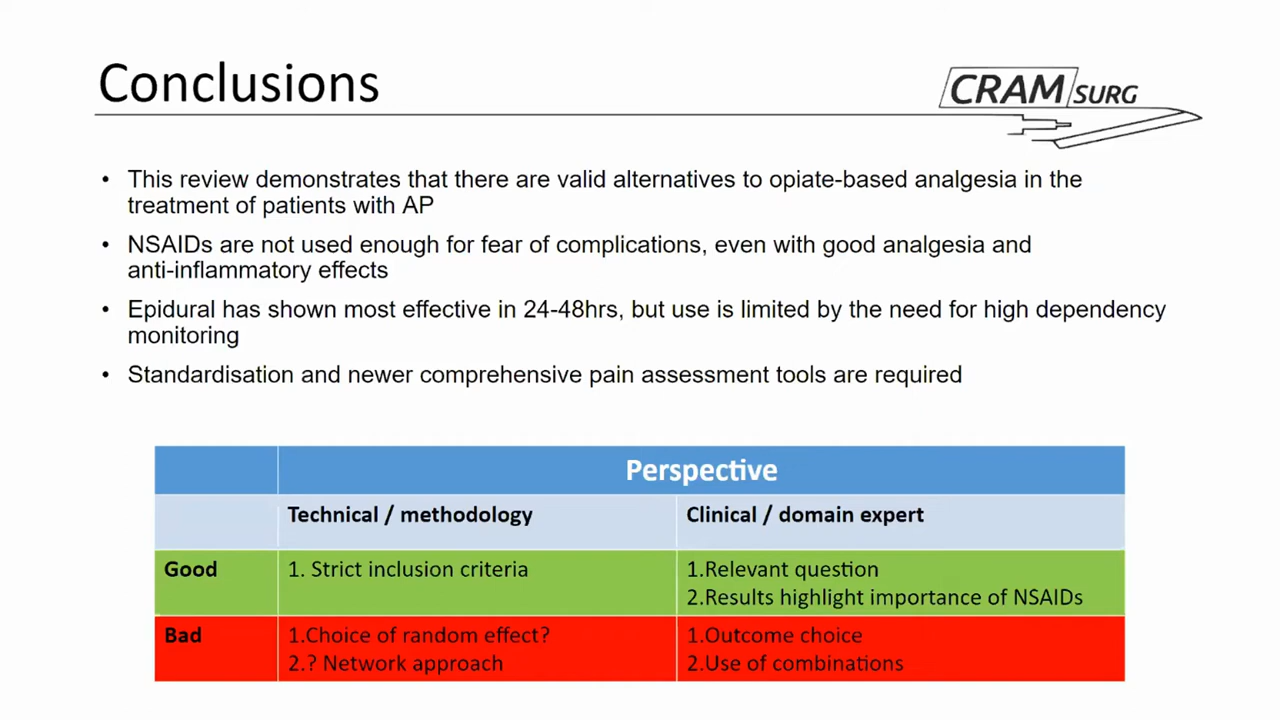 Conclusions
CRAM SURG
• This review demonstrates that there are valid alternatives to opiate-based analgesia in the
treatment of patients with AP
• NSAIDs are not used enough for fear of complications, even with good analgesia and
anti-inflammatory effects
• Epidural has shown most effective in 24-48hrs, but use is limited by the need for high dependency
monitoring
• Standardisation and newer comprehensive pain assessment tools are required
Perspective
Technical / methodology
Clinical / domain expert
Good
1. Strict inclusion criteria
1.Relevant question
2.Results highlight importance of NSAIDs
Bad
1.Choice of random effect?
2.? Network approach
1.Outcome choice
2.Use of combinations